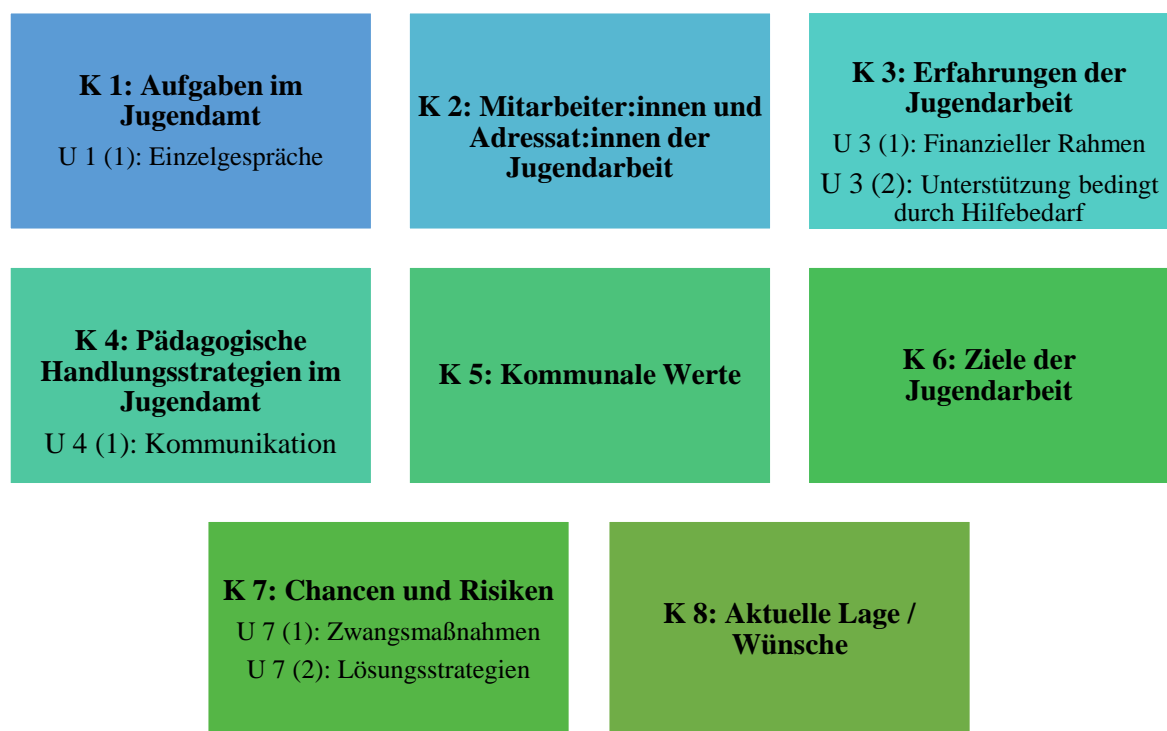 K 1: Aufgaben im
Jugendamt
U 1 (1): Einzelgespräche
K 2: Mitarbeiter:innen und
Adressat:innen der
Jugendarbeit
K 3: Erfahrungen der
Jugendarbeit
U 3 (1): Finanzieller Rahmen
U 3 (2): Unterstützung bedingt
durch Hilfebedarf
K 4: Pädagogische
Handlungsstrategien im
Jugendamt
U 4 (1): Kommunikation
K 5: Kommunale Werte
K 6: Ziele der
Jugendarbeit
K 7: Chancen und Risiken
U 7 (1): Zwangsmaßnahmen
U 7 (2): Lösungsstrategien
K 8: Aktuelle Lage /
Wünsche